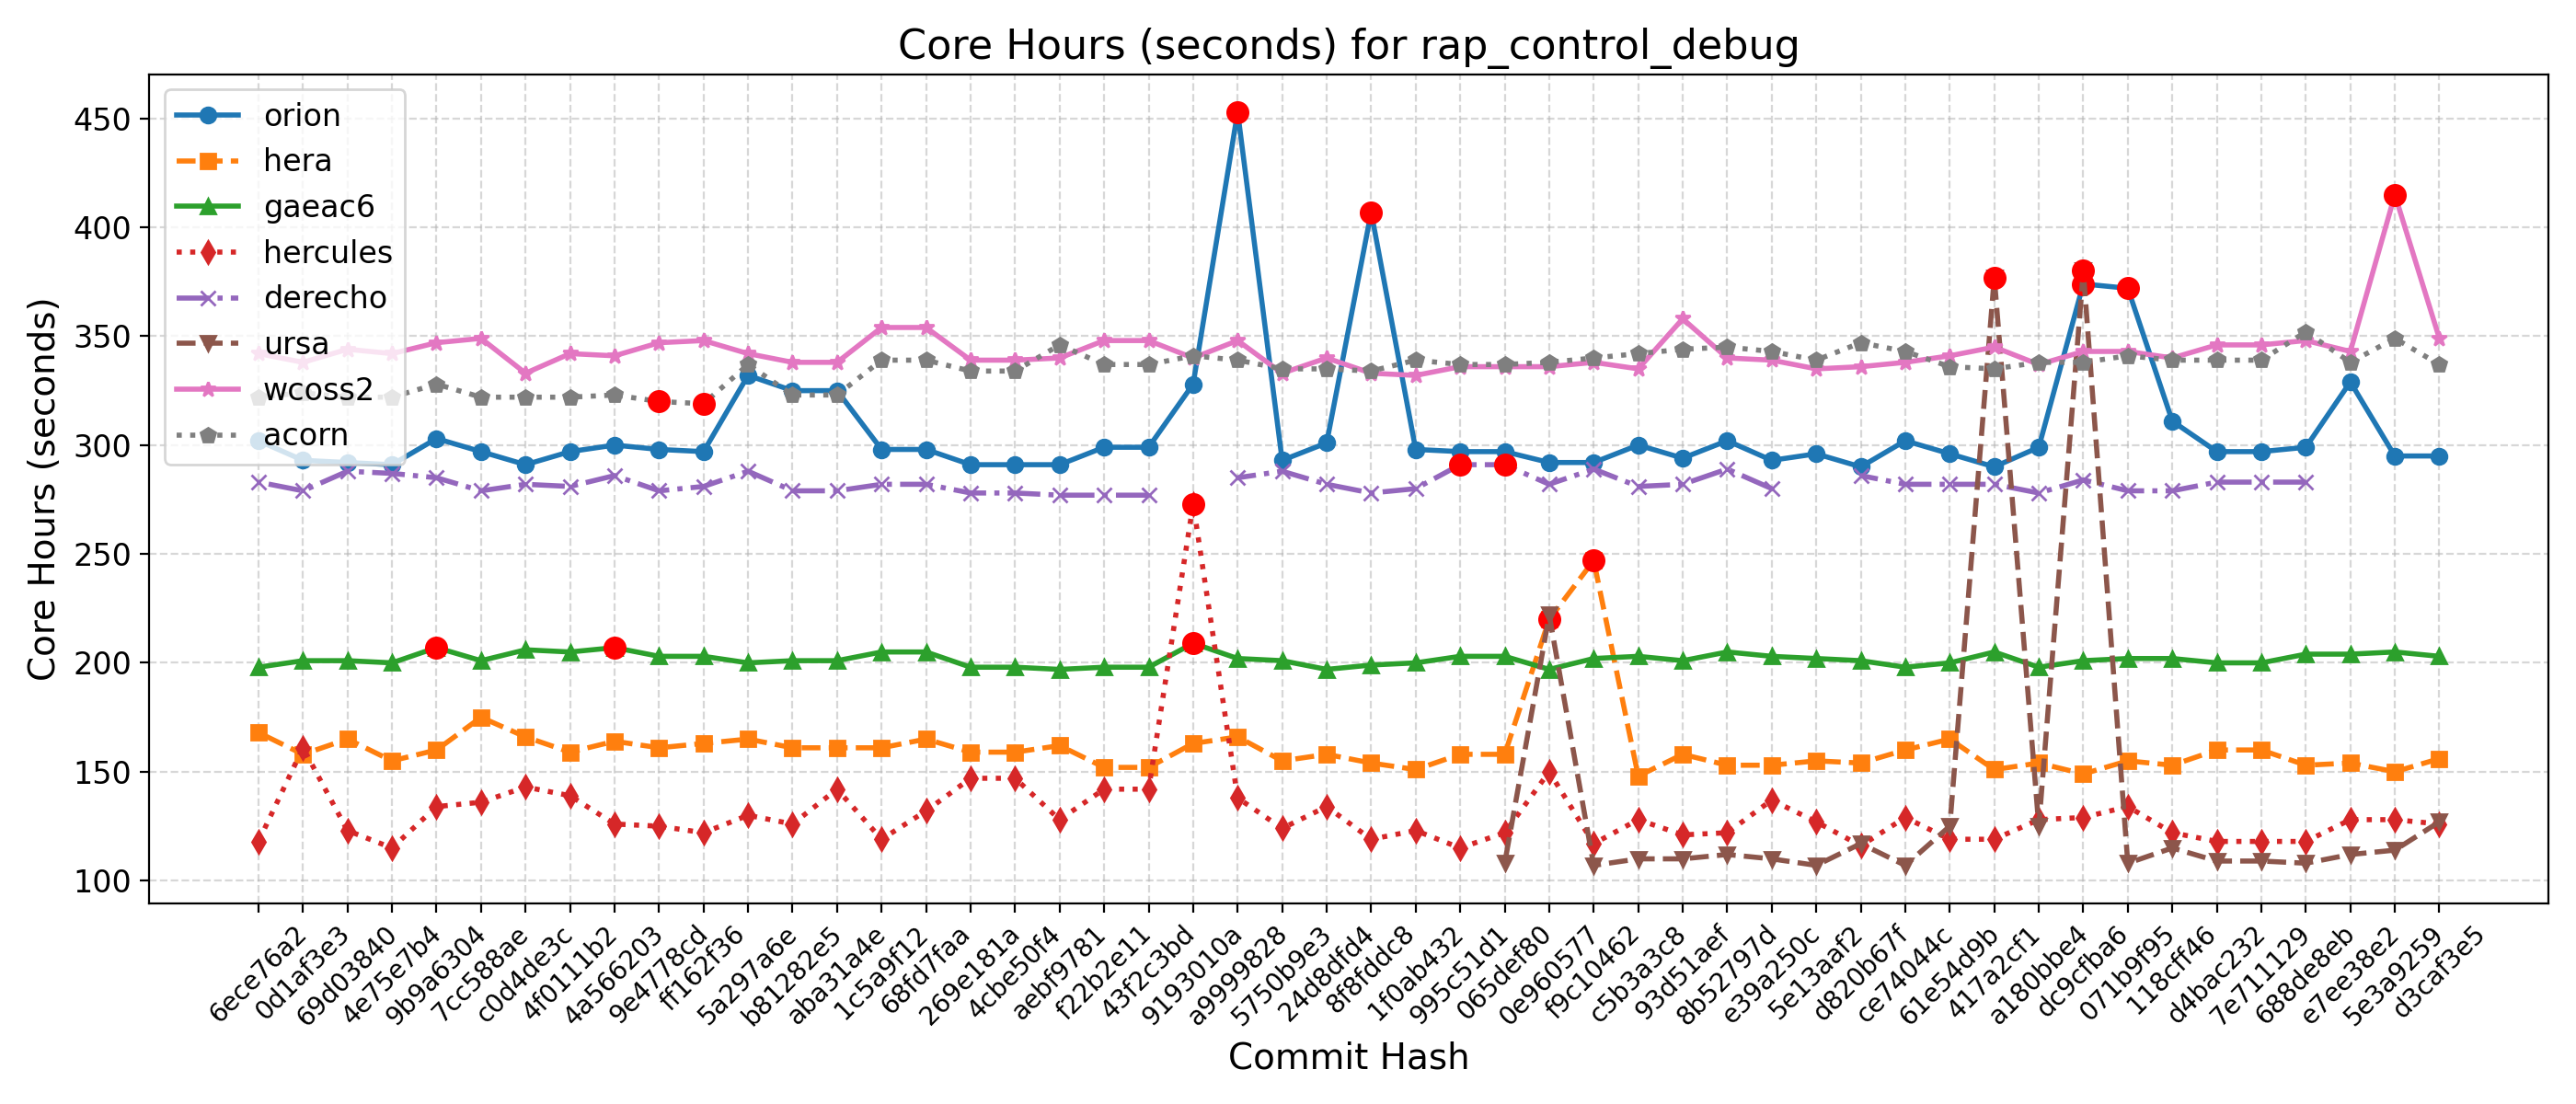 Core Hours (seconds) for rap_control_debug
Core Hours (seconds)
450
400
350
300
250
200
150
100
orion
hera
gaeac6
hercules
derecho
ursa
wcoss2
acorn
6ece76a2
0d1af3e3
69d03840
4e75e7b4
9b9a6304
7cc588ae
c0d4de3c
4f0111b2
4a566203
9e4778cd
ff162f36
5a297a6e
b81282e5
aba31a4e
1c5a9f12
68fd7faa
269e181a
4cbe50f4
aebf9781
f22b2e11
43f2c3bd
9193010a
a9999828
5750b9e3
24d8dfd4
8f8fddc8
1f0ab432
995c51d1
065def80
0e960577
f9c10462
c5b3a3c8
93d51aef
8b52797d
e39a250c
5e13aaf2
d820b67f
ce74044c
61e54d9b
417a2cf1
a180bbe4
dc9cfba6
071b9f95
118cff46
d4bac232
7e711129
688de8eb
e7ee38e2
5e3a9259
d3caf3e5
Commit Hash